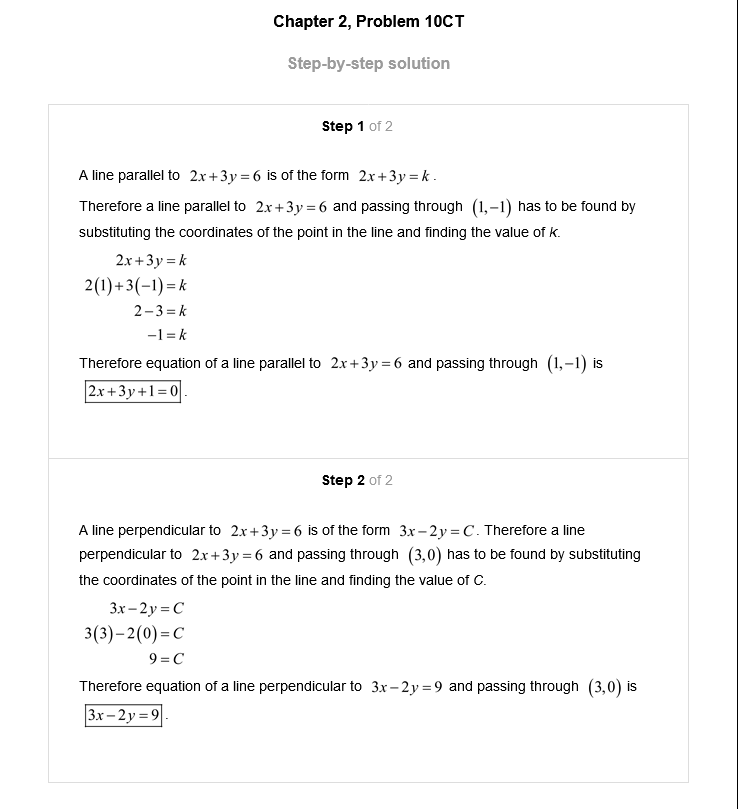 Chapter 2, Problem 10CT
Step-by-step solution
Step 1 of 2
A line parallel to 2x+3y=6 is of the form 2x+3y=k.
Therefore a line parallel to 2x+3y=6 and passing through (1,−1) has to be found by
substituting the coordinates of the point in the line and finding the value of k.
2x+3y=k
2(1)+3(−1)=k
2−3=k
−1=k
Therefore equation of a line parallel to 2x+3y=6 and passing through (1,−1) is
2x+3y+1=0.
Step 2 of 2
A line perpendicular to 2x+3y=6 is of the form 3x−2y=C. Therefore a line
perpendicular to 2x+3y=6 and passing through (3,0) has to be found by substituting
the coordinates of the point in the line and finding the value of C.
3x−2y=C
3(3)−2(0)=C
9=C
Therefore equation of a line perpendicular to 3x−2y=9 and passing through (3,0) is
3x−2y=9.